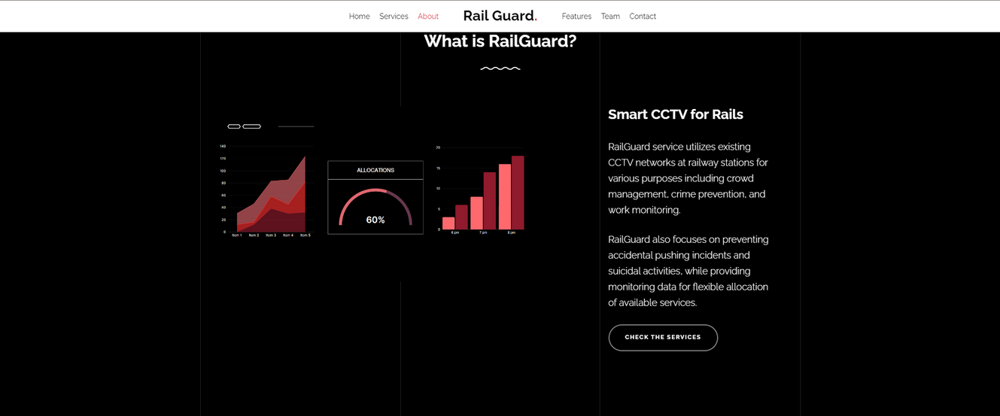 Home Services About Rail Guard. Features Team Contact
What is RailGuard?
140
100
80
60
40
20
0
Item 1 Item 2 Item 3 Item 4 Item 5
ALLOCATIONS
60%
20
15
10
5
0
6 pm 7 pm 8 pm
Smart CCTV for Rails
RailGuard service utilizes existing
CCTV networks at railway stations for
various purposes including crowd
management, crime prevention, and
work monitoring.
RailGuard also focuses on preventing
accidental pushing incidents and
suicidal activities, while providing
monitoring data for flexible allocation
of available services.
CHECK THE SERVICES